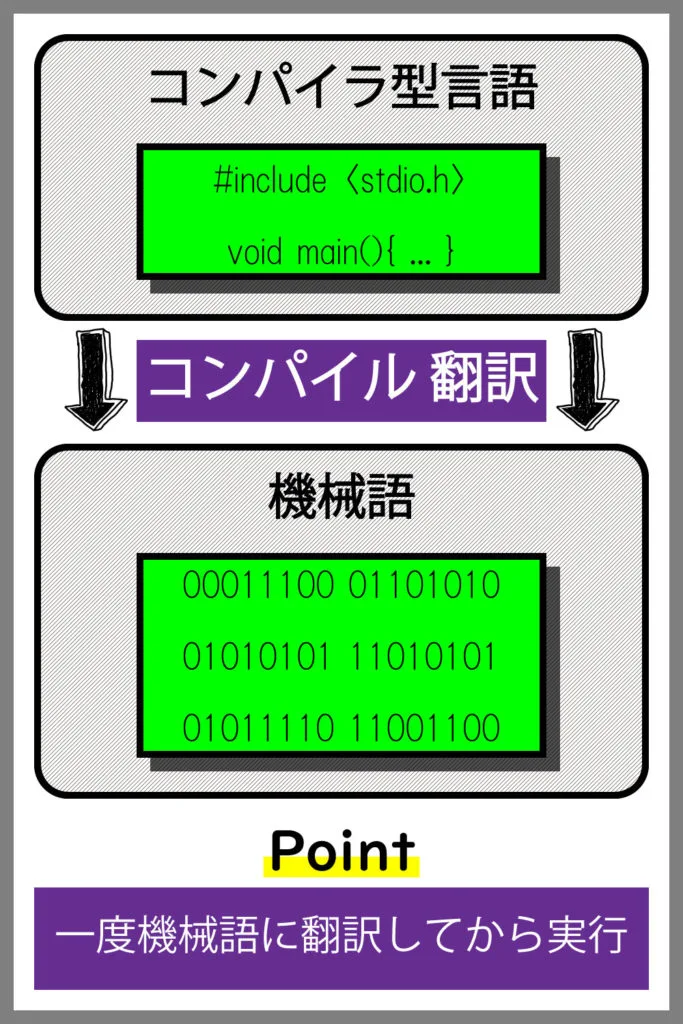 コンパイラ型言語
#include 〈stdio.h〉
void main(){ ... }
コンパイル 翻訳
機械語
00011100 01101010
01010101 11010101
01011110 11001100
Point
一度機械語に翻訳してから実行